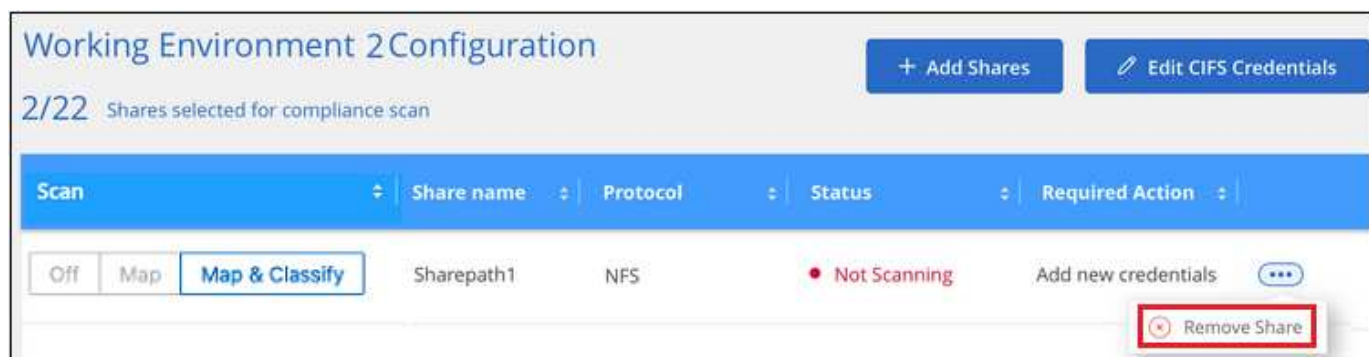 Working Environment 2 Configuration
+ Add Shares
Edit CIFS Credentials
2/22 Shares selected for compliance scan
Scan Share name Protocol Status Required Action
Off Map Map & Classify Sharepath1 NFS Not Scanning Add new credentials ...
Remove Share